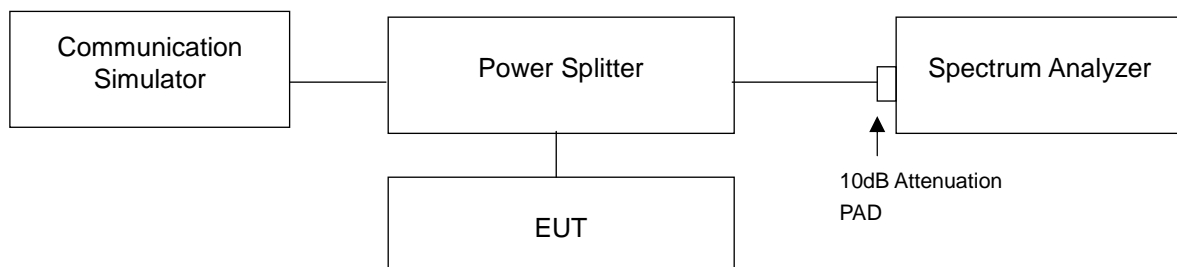 Communication
Simulator
Power Splitter
Spectrum Analyzer
10dB Attenuation
PAD
EUT